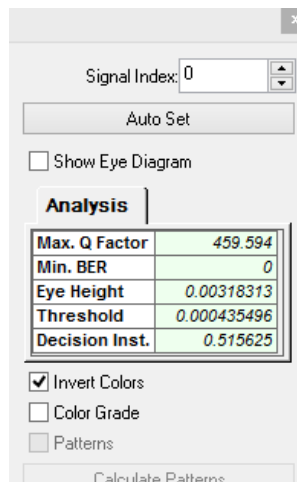 Signal Index: 0
Auto Set
Show Eye Diagram
Analysis
Max. Q Factor 459.594
Min. BER 0
Eye Height 0.00318313
Threshold 0.000435496
Decision Inst. 0.515625
Invert Colors
Color Grade
Patterns
Calculate Patterns